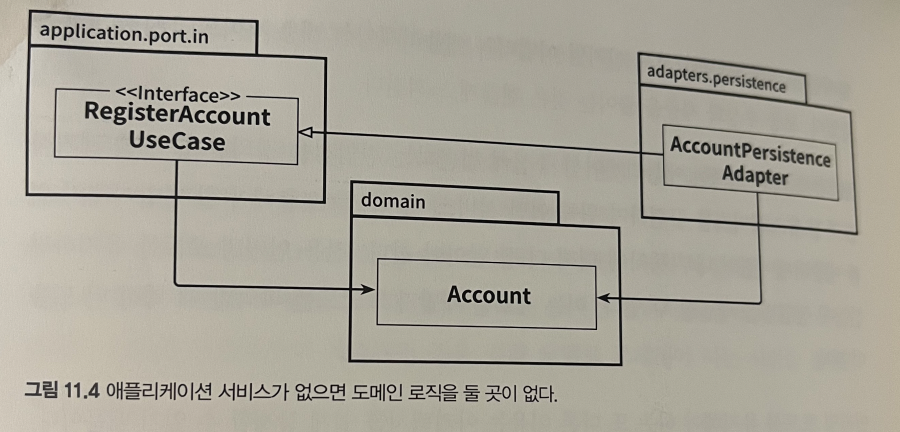 application.port.in
<<Interface>>
RegisterAccount
UseCase
adapters.persistence
AccountPersistence
Adapter
domain
Account
그림 11.4 애플리케이션 서비스가 없으면 도메인 로직을 둘 곳이 없다.